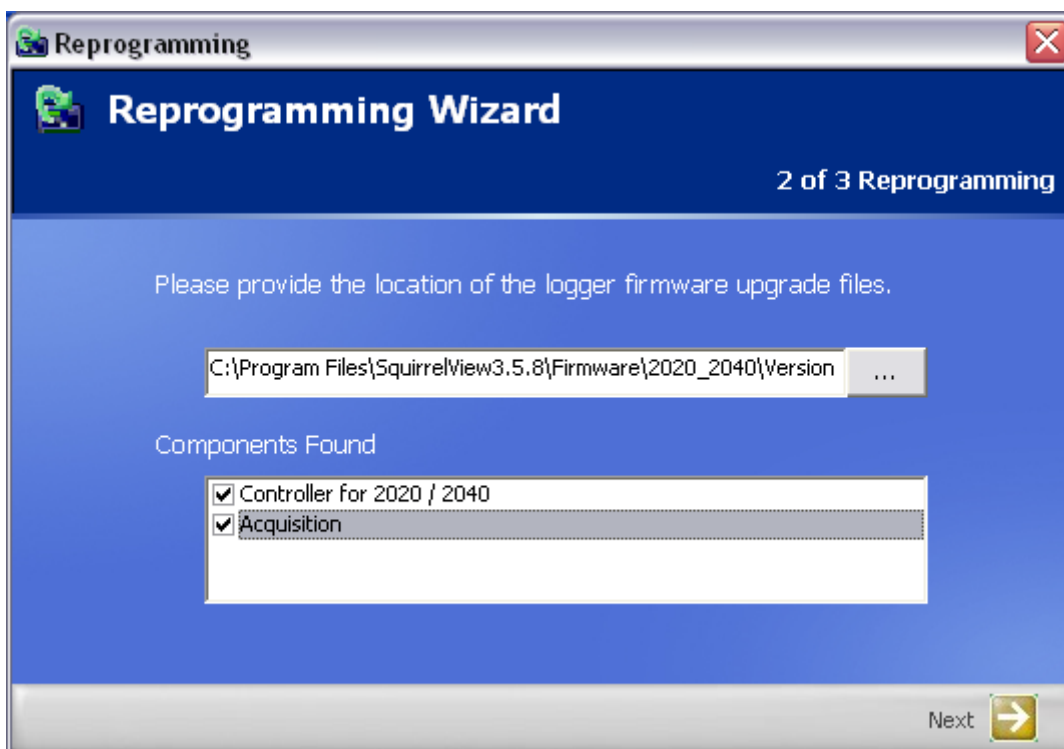 Reprogramming
Reprogramming Wizard
2 of 3 Reprogramming
Please provide the location of the logger firmware upgrade files.
C:\Program Files\SquirrelView3.5.8\Firmware\2020_2040\Version
...
Components Found
Controller for 2020 / 2040
Acquisition
Next